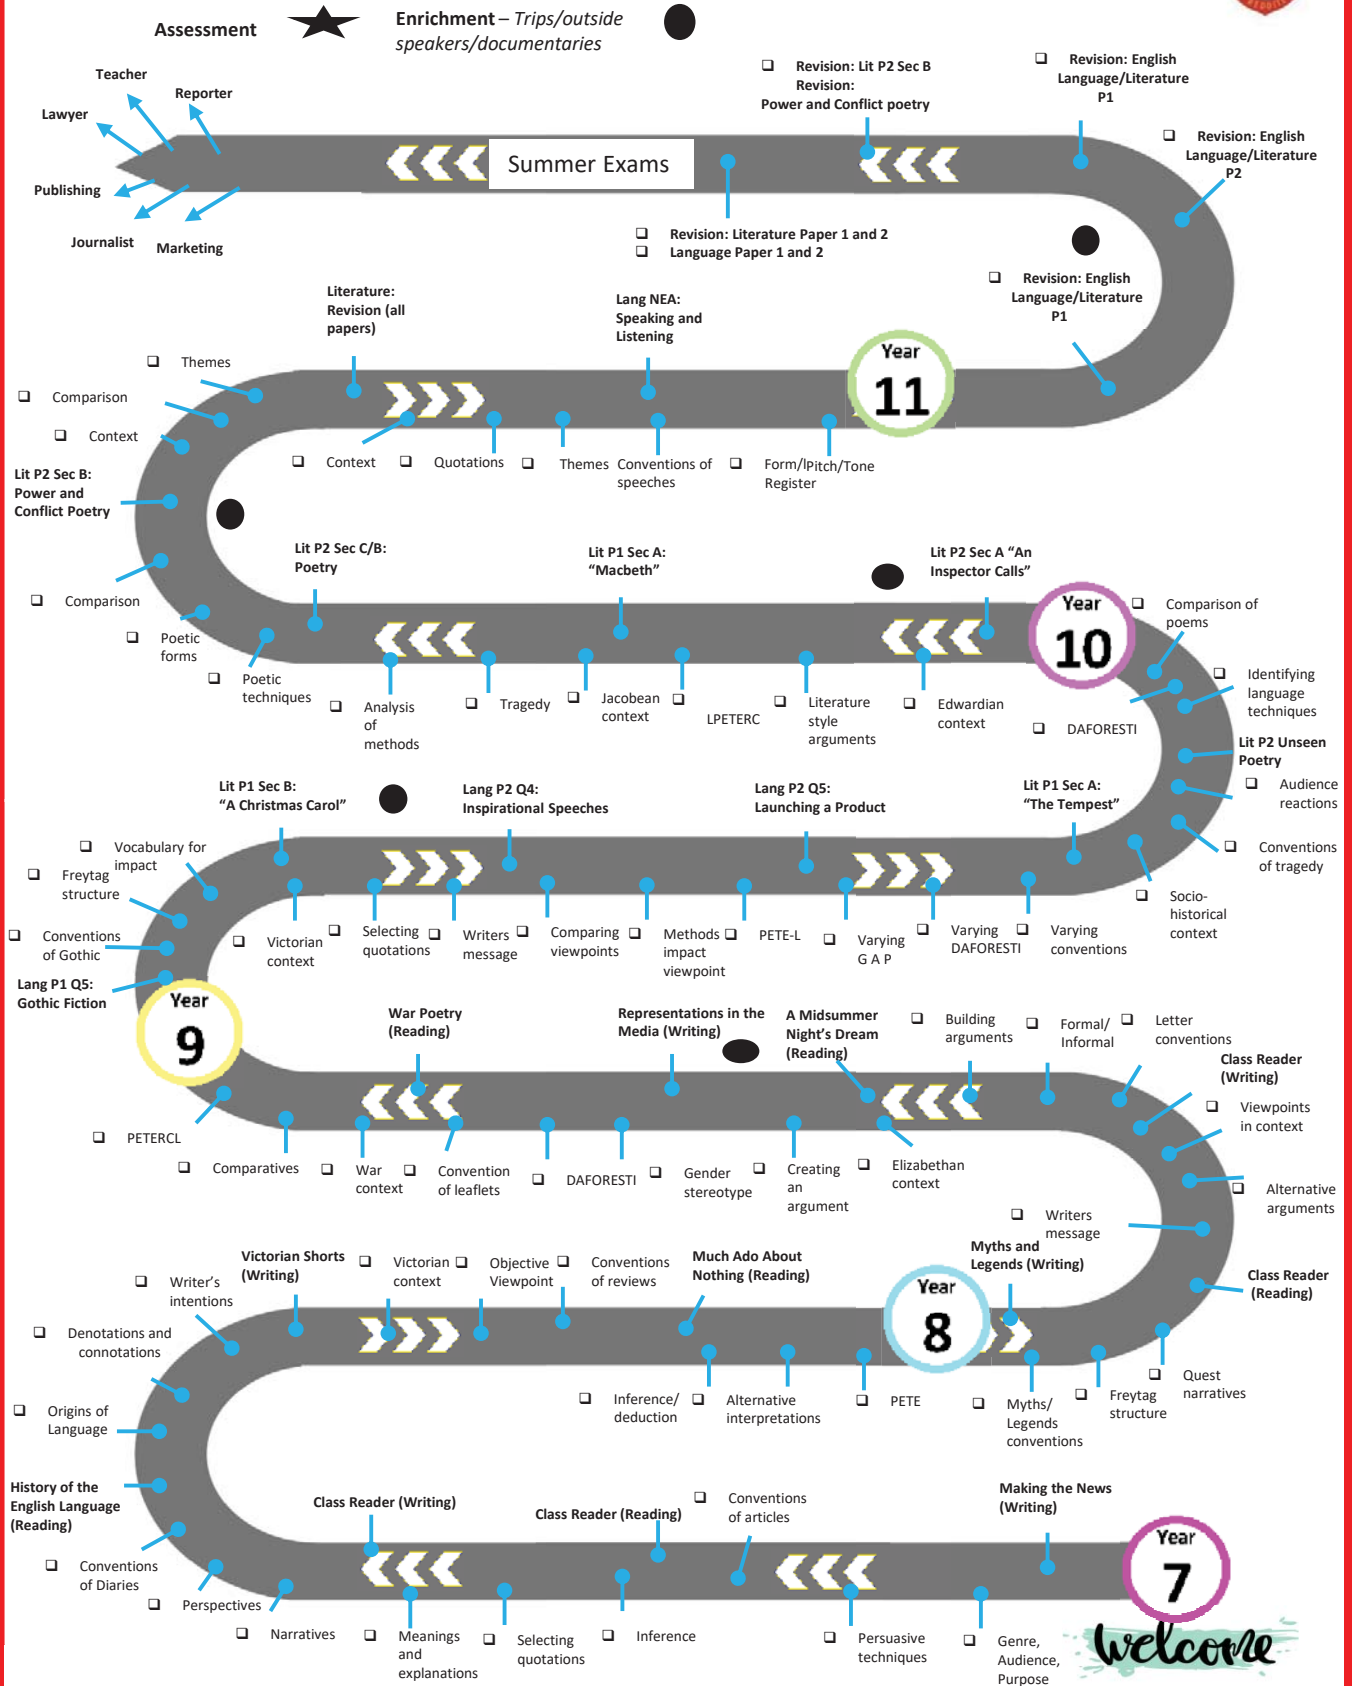 Assessment
Enrichment – Trips/outside
speakers/documentaries
Teacher
Reporter
Lawyer
Publishing
Journalist
Marketing
Summer Exams
❑ Revision: Lit P2 Sec B
Revision:
Power and Conflict poetry
❑ Revision: English
Language/Literature
P1
❑ Revision: English
Language/Literature
P2
❑ Revision: Literature Paper 1 and 2
❑ Language Paper 1 and 2
❑ Revision: English
Language/Literature
P1
Literature:
Revision (all
papers)
Lang NEA:
Speaking and
Listening
Year
11
❑ Themes
❑ Comparison
❑ Context
Lit P2 Sec B:
Power and
Conflict Poetry
❑ Context
❑ Quotations
❑ Themes
Conventions of
speeches
❑ Form/
Register
Pitch/Tone
❑ Comparison
❑ Poetic
forms
❑ Poetic
techniques
Lit P2 Sec C/B:
Poetry
Lit P1 Sec A:
“Macbeth”
Lit P2 Sec A “An
Inspector Calls”
Year
10
❑ Analysis
of
methods
❑ Tragedy
❑ Jacobean
context
❑
LPETERC
❑ Literature
style
arguments
❑ Edwardian
context
❑ DAFORESTI
❑ Comparison of
poems
❑ Identifying
language
techniques
Lit P2 Unseen
Poetry
❑ Audience
reactions
❑ Conventions
of tragedy
❑ Socio-
historical
context
Lit P1 Sec B:
“A Christmas Carol”
Lang P2 Q4:
Inspirational Speeches
Lang P2 Q5:
Launching a Product
Lit P1 Sec A:
“The Tempest”
❑ Vocabulary for
impact
❑ Freytag
structure
❑ Conventions
of Gothic
Lang P1 Q5:
Gothic Fiction
❑ Victorian
context
❑ Selecting
quotations
❑ Writers
message
❑ Comparing
viewpoints
❑ Methods
impact
viewpoint
❑ PETE-L
❑ Varying
G A P
❑ Varying
DAFORESTI
❑ Varying
conventions
Year
9
War Poetry
(Reading)
Representations in the
Media (Writing)
A Midsummer
Night’s Dream
(Reading)
❑ Building
arguments
❑ Formal/
Informal
❑ Letter
conventions
Class Reader
(Writing)
❑ Viewpoints
in context
❑ Alternative
arguments
❑ PETERCL
❑ Comparatives
❑ War
context
❑ Convention
of leaflets
❑ DAFORESTI
❑ Gender
stereotype
❑ Creating
an
argument
❑ Elizabethan
context
❑ Writers
message
Class Reader
(Reading)
Victorian Shorts
(Writing)
❑ Victorian
context
❑ Objective
Viewpoint
❑ Conventions
of reviews
Much Ado About
Nothing (Reading)
Year
8
Myths and
Legends (Writing)
❑ Writer’s
intentions
❑ Denotations and
connotations
❑ Origins of
Language
❑ Inference/
deduction
❑ Alternative
interpretations
❑ PETE
❑ Myths/
Legends
conventions
❑ Freytag
structure
❑ Quest
narratives
History of the
English Language
(Reading)
❑ Conventions
of Diaries
❑ Perspectives
❑ Narratives
Class Reader (Writing)
Class Reader (Reading)
❑ Conventions
of articles
Making the News
(Writing)
Year
7
❑ Meanings
and
explanations
❑ Selecting
quotations
❑ Inference
❑ Persuasive
techniques
❑ Genre,
Audience,
Purpose
welcome